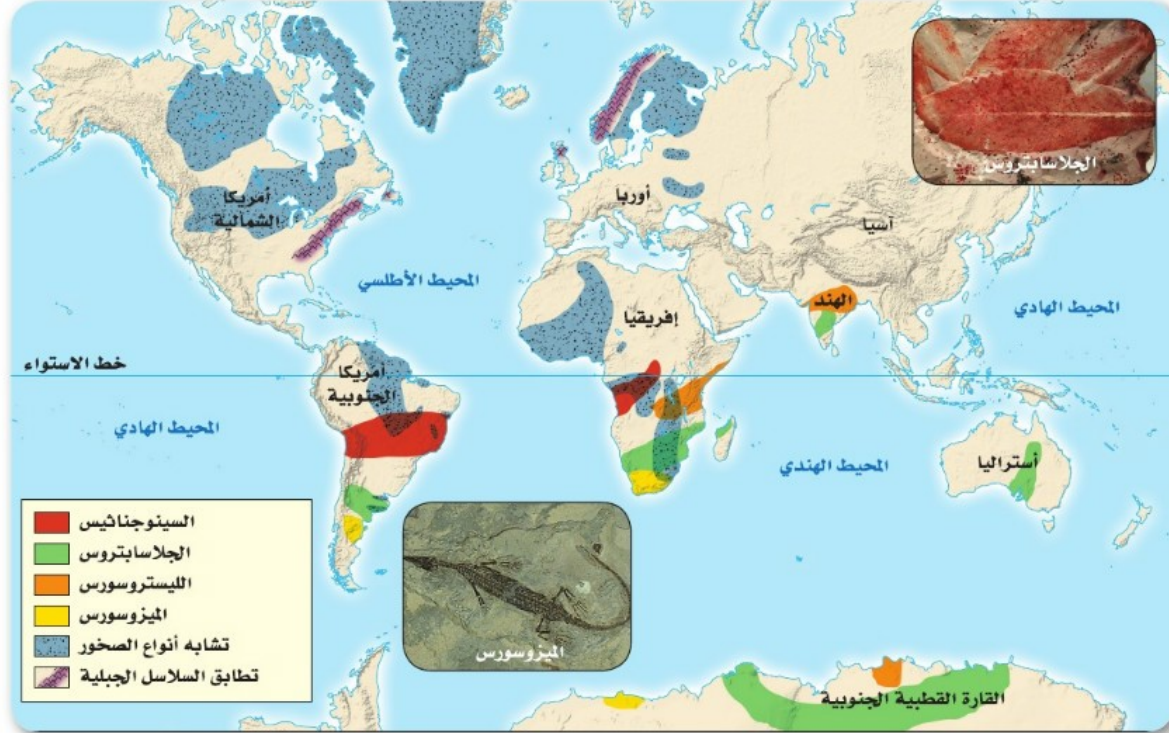 الجلاسابتروس
أوربا
آسيا
أمريكا
الشمالية
المحيط الأطلسي
الهند
المحيط الهادي
إفريقيا
خط الاستواء
أمريكا
الجنوبية
المحيط الهادي
المحيط الهندي
أستراليا
السينوجناثيس
الجلاسابتروس
الليستروسورس
الميزوسورس
تشابه أنواع الصخور
تطابق السلاسل الجبلية
الميزوسورس
القارة القطبية الجنوبية